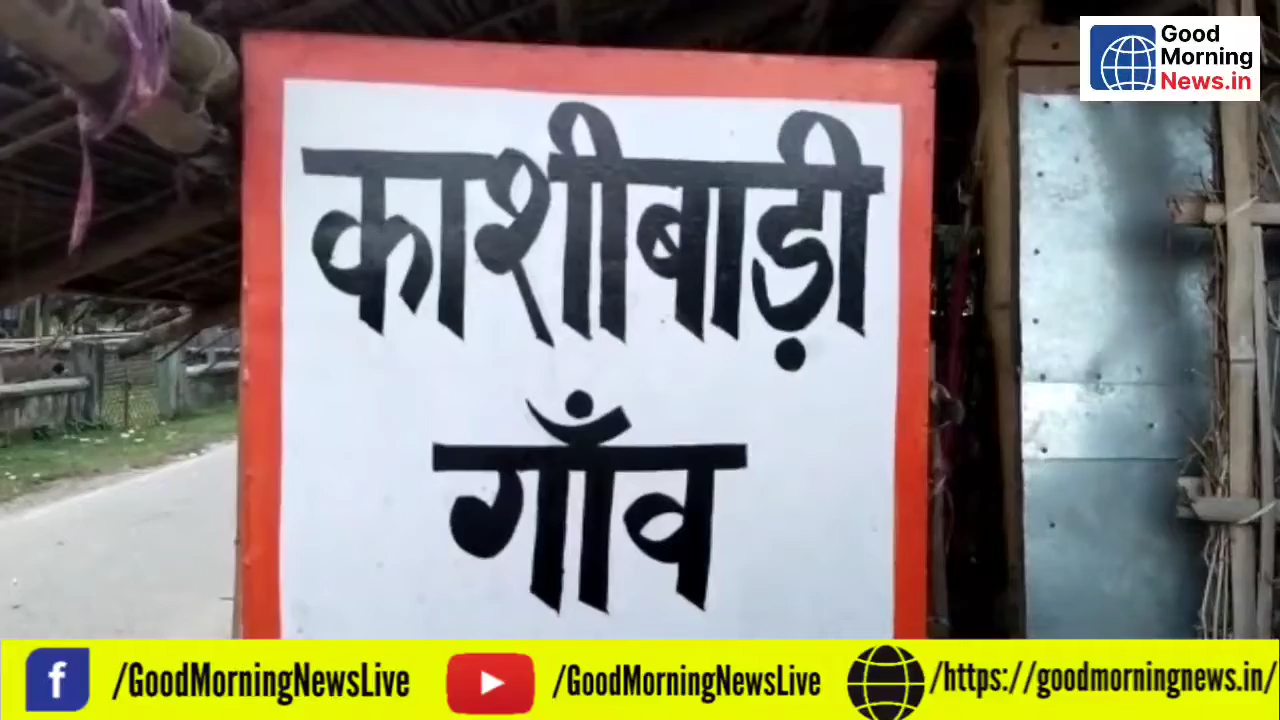 Good
Morning
News.in
काशीबाड़ी
गाँव
/GoodMorningNewsLive /GoodMorningNewsLive /https://goodmorningnews.in/